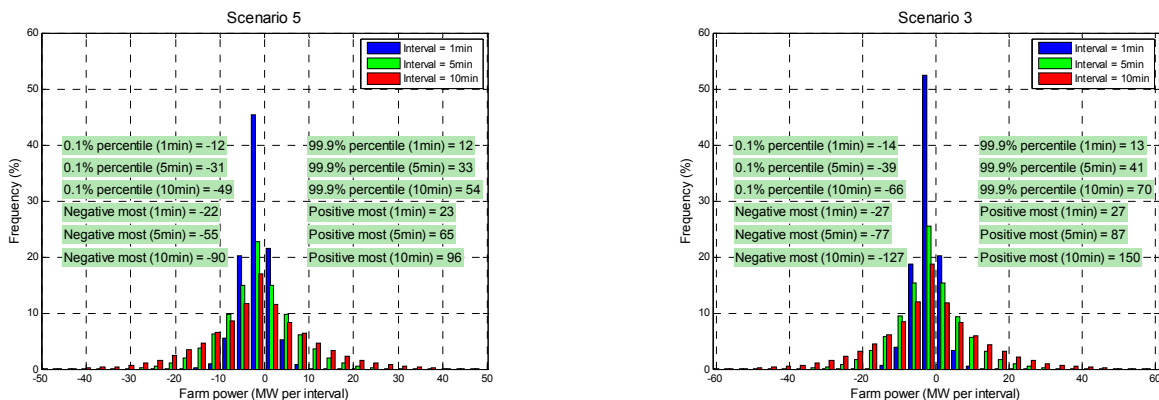 Scenario 5
60
50
40
30
20
10
0
Frequency (%)
Interval = 1min
Interval = 5min
Interval = 10min
0.1% percentile (1min) = -12
0.1% percentile (5min) = -31
0.1% percentile (10min) = -49
Negative most (1min) = -22
Negative most (5min) = -55
Negative most (10min) = -90
99.9% percentile (1min) = 12
99.9% percentile (5min) = 33
99.9% percentile (10min) = 54
Positive most (1min) = 23
Positive most (5min) = 65
Positive most (10min) = 96
-50 -40 -30 -20 -10 0 10 20 30 40 50
Farm power (MW per interval)
Scenario 3
60
50
40
30
20
10
0
Frequency (%)
Interval = 1min
Interval = 5min
Interval = 10min
0.1% percentile (1min) = -14
0.1% percentile (5min) = -39
0.1% percentile (10min) = -66
Negative most (1min) = -27
Negative most (5min) = -77
Negative most (10min) = -127
99.9% percentile (1min) = 13
99.9% percentile (5min) = 41
99.9% percentile (10min) = 70
Positive most (1min) = 27
Positive most (5min) = 87
Positive most (10min) = 150
-60 -40 -20 0 20 40 60
Farm power (MW per interval)